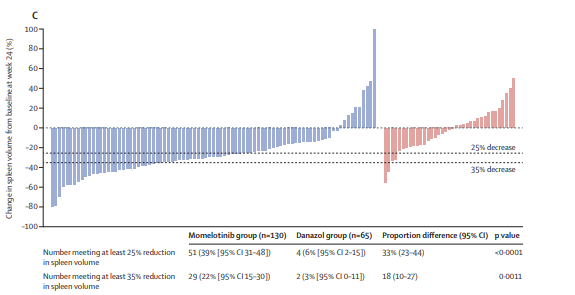 C
Change in spleen volume from baseline at week 24 (%)
100
80
60
40
20
0
-20
-40
-60
-80
-100
25% decrease
35% decrease
Momelotinib group (n=130) Danazol group (n=65) Proportion difference (95% CI) p value
Number meeting at least 25% reduction
in spleen volume
51 (39% [95% CI 31–48]) 4 (6% [95% CI 2–15]) 33% (23–44) <0·0001
Number meeting at least 35% reduction
in spleen volume
29 (22% [95% CI 15–30]) 2 (3% [95% CI 0–11]) 18 (10–27) 0·0011